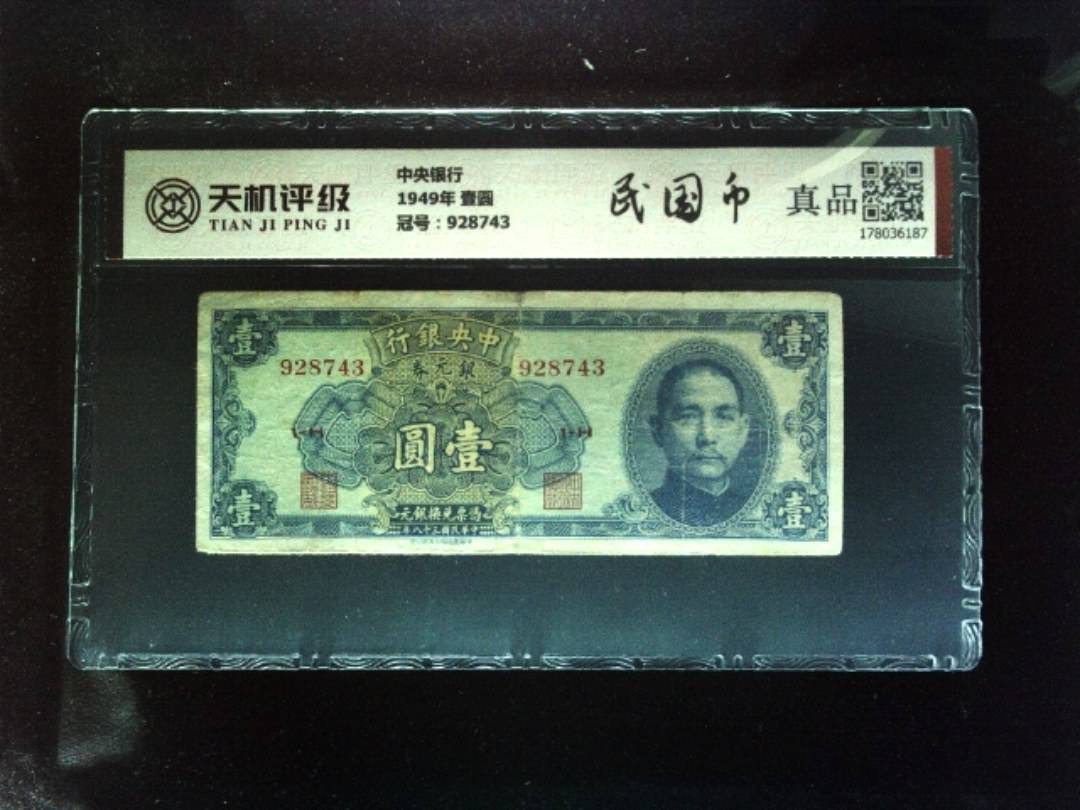 天机评级
TIAN JI PING JI
中央银行
1949年 壹圆
冠号：928743
民国币
真品
178036187
壹
行銀央中
壹
928743
券元銀
928743
圓壹
壹
壹
元銀換兌票憑
年八十三國民華中